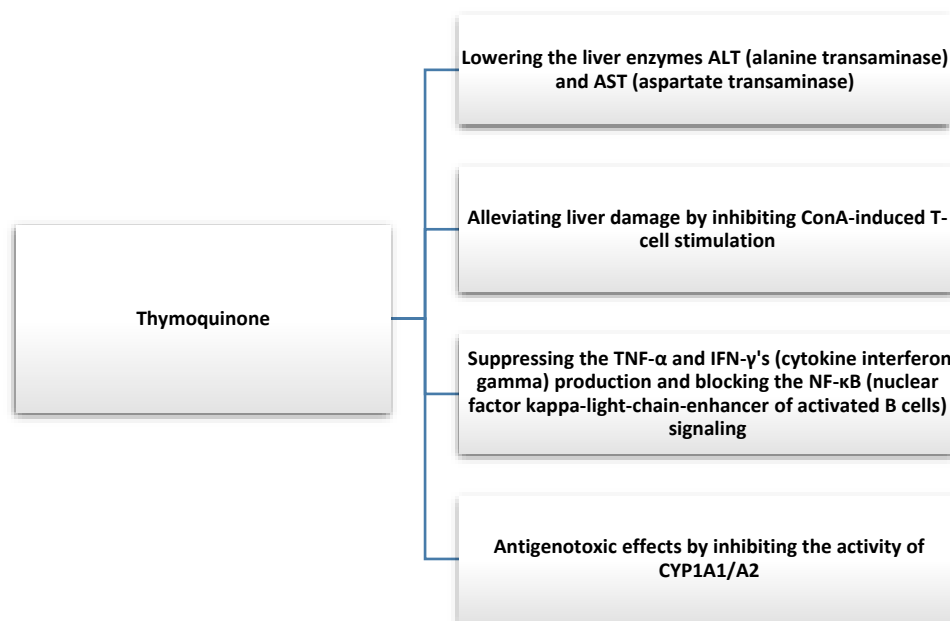 Lowering the liver enzymes ALT (alanine transaminase)
and AST (aspartate transaminase)
Alleviating liver damage by inhibiting ConA-induced T-
cell stimulation
Thymoquinone
Suppressing the TNF-α and IFN-γ's (cytokine interferon
gamma) production and blocking the NF-κB (nuclear
factor kappa-light-chain-enhancer of activated B cells)
signaling
Antigenotoxic effects by inhibiting the activity of
CYP1A1/A2